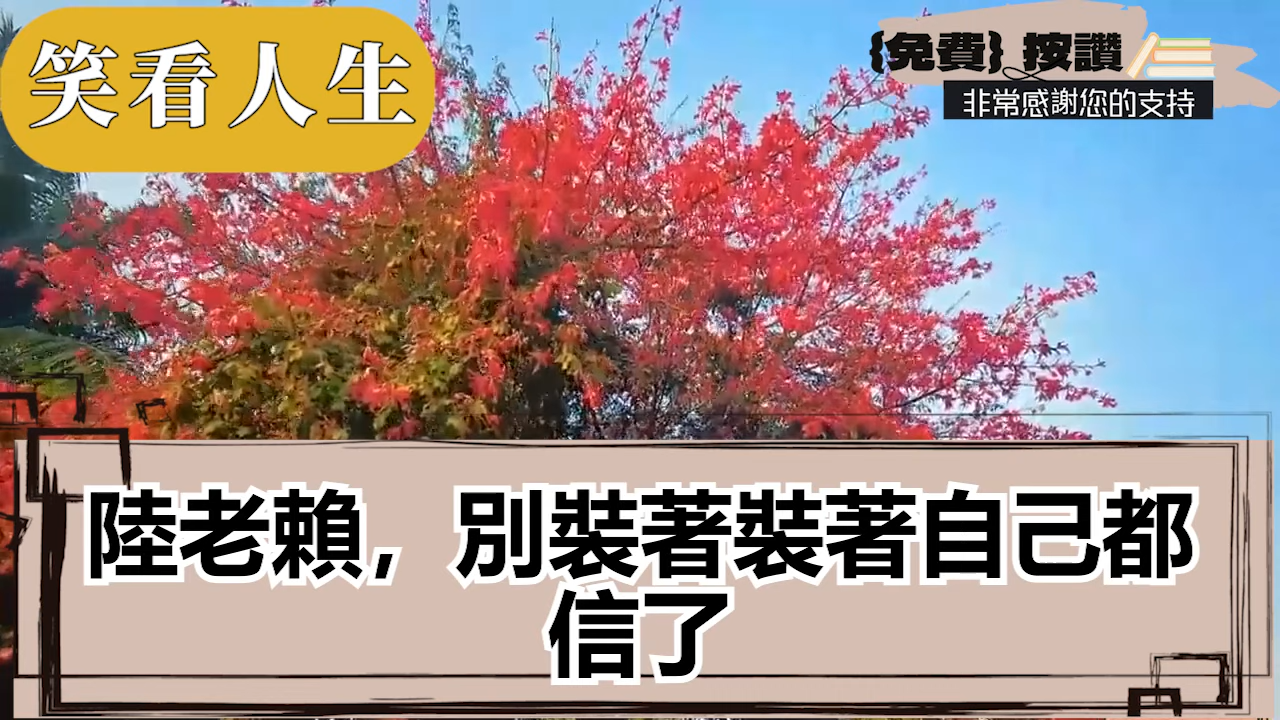 笑看人生
{免費} 按讚
非常感謝您的支持
陸老賴，別裝著裝著自己都
信了